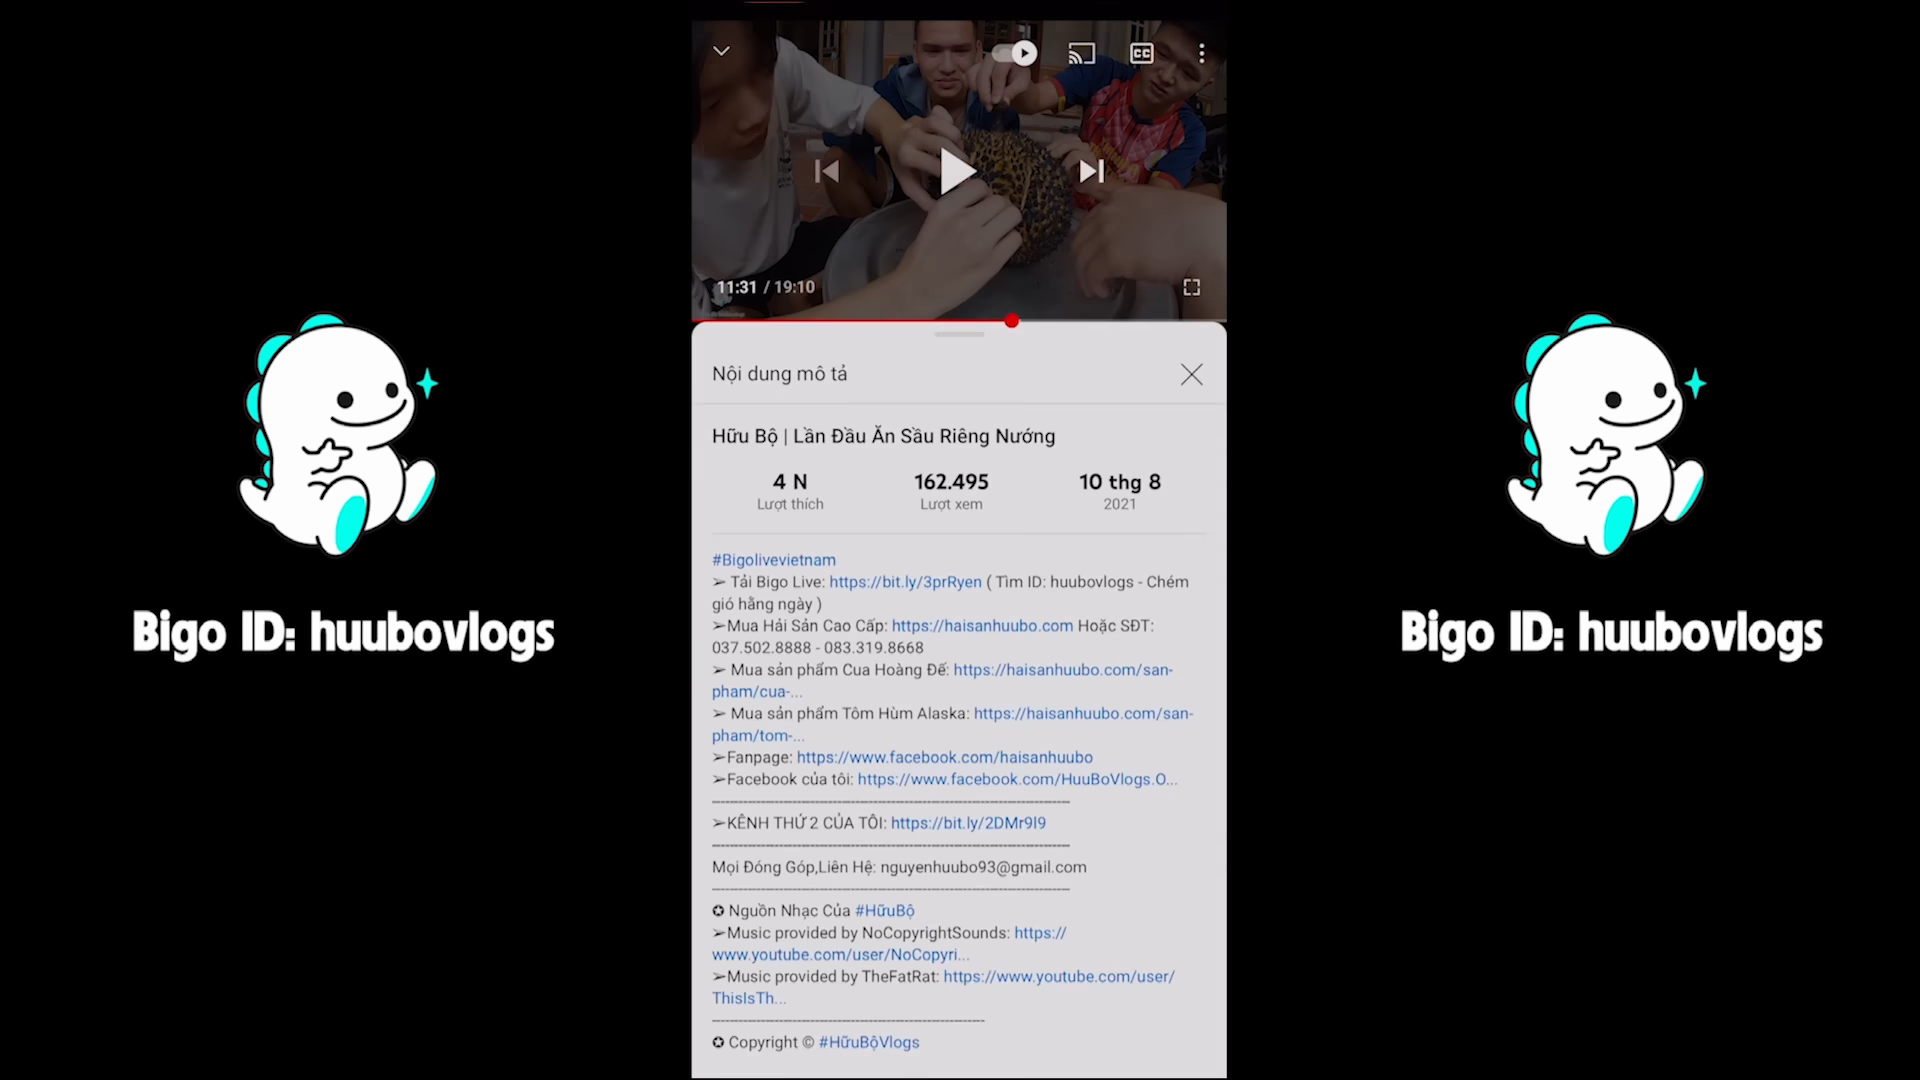 CC
11:31 / 19:10
Nội dung mô tả
Hữu Bộ | Lần Đầu Ăn Sầu Riêng Nướng
4 N
Lượt thích
162.495
Lượt xem
10 thg 8
2021
#Bigolivevietnam
➢ Tải Bigo Live: https://bit.ly/3prRyen ( Tìm ID: huubovlogs - Chém
gió hằng ngày )
➢Mua Hải Sản Cao Cấp: https://haisanhuubo.com Hoặc SĐT:
037.502.8888 - 083.319.8668
➢ Mua sản phẩm Cua Hoàng Đế: https://haisanhuubo.com/san-
pham/cua-...
➢ Mua sản phẩm Tôm Hùm Alaska: https://haisanhuubo.com/san-
pham/tom-...
➢Fanpage: https://www.facebook.com/haisanhuubo
➢Facebook của tôi: https://www.facebook.com/HuuBoVlogs.O...
➢KÊNH THỨ 2 CỦA TÔI: https://bit.ly/2DMr9I9
Mọi Đóng Góp,Liên Hệ: nguyenhuubo93@gmail.com
✪ Nguồn Nhạc Của #HữuBộ
➢Music provided by NoCopyrightSounds: https://
www.youtube.com/user/NoCopyri...
➢Music provided by TheFatRat: https://www.youtube.com/user/
ThisIsTh...
✪ Copyright © #HữuBộVlogs
Bigo ID: huubovlogs
Bigo ID: huubovlogs